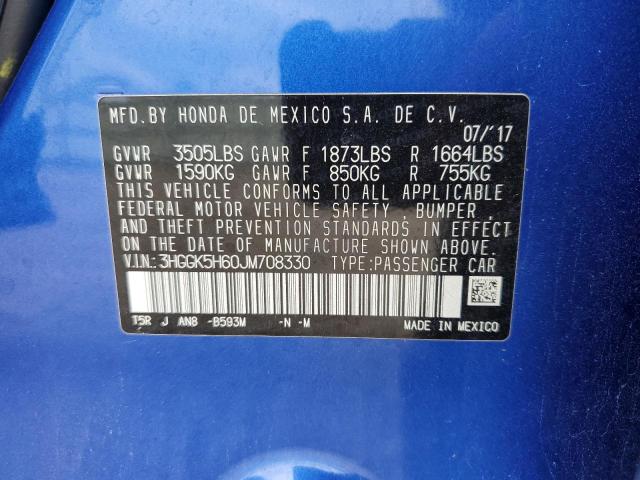 MFD. BY HONDA DE MEXICO S.A. DE C.V.
07/'17
GVWR 3505LBS GAWR F 1873LBS R 1664LBS
GVWR 1590KG GAWR F 850KG R 755KG
THIS VEHICLE CONFORMS TO ALL APPLICABLE
FEDERAL MOTOR VEHICLE SAFTETY, BUMPER,
AND THEFT PREVENTION STANDARDS IN EFFECT
ON THE DATE OF MANUFACTURE SHOWN ABOVE.
V.I.N.: 3HGGK5H60JM708330 TYPE: PASSENGER CAR
T5R J AN8 -B593M -N -M
MADE IN MEXICO